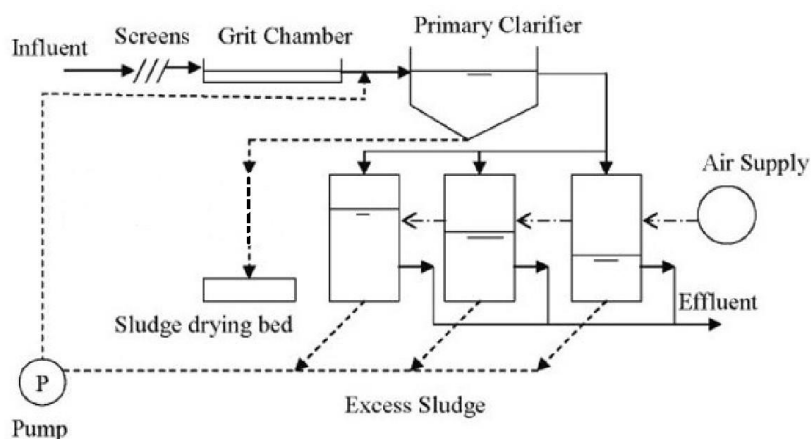 Primary Clarifier
Screens
Grit Chamber
Influent
Air Supply
Effluent
Sludge drying bed
P
Excess Sludge
Pump